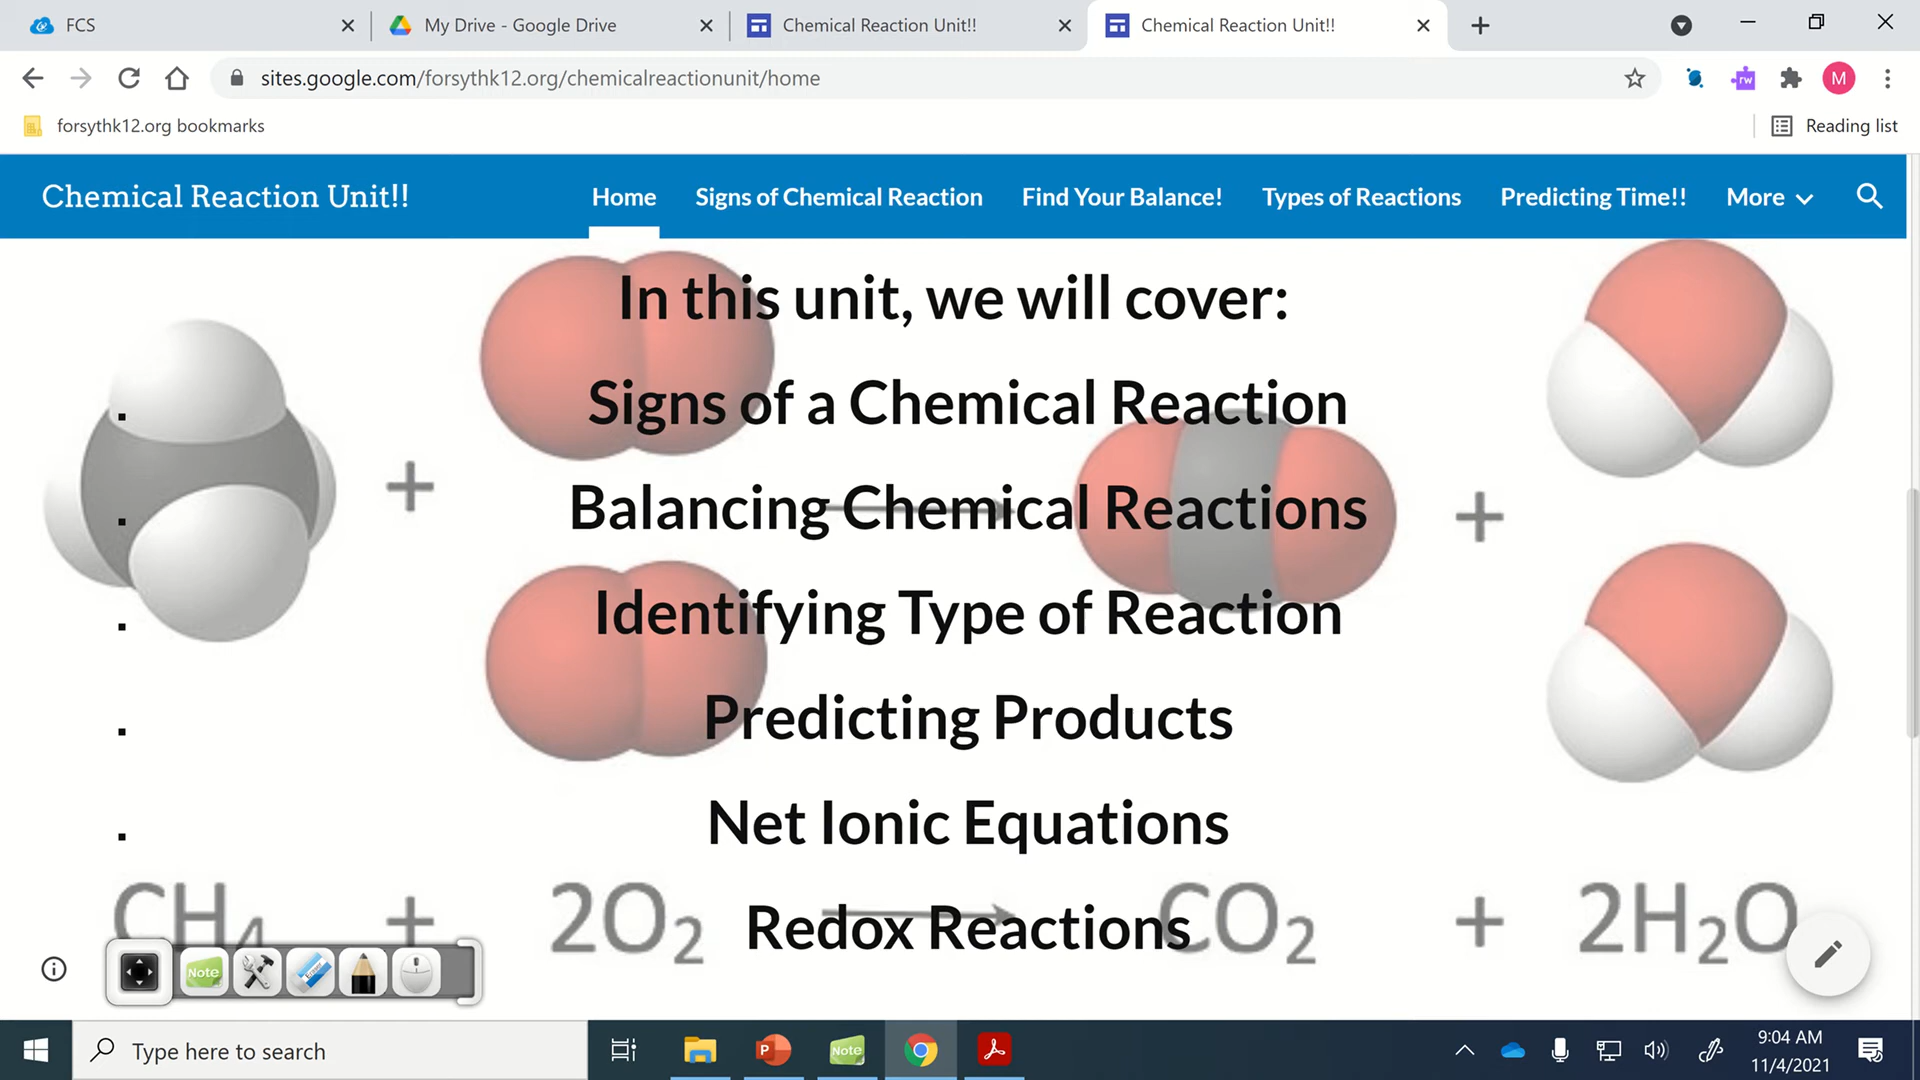 FCS
My Drive - Google Drive
Chemical Reaction Unit!!
Chemical Reaction Unit!!
sites.google.com/forsythk12.org/chemicalreactionunit/home
rw
M
forsythk12.org bookmarks
Reading list
Chemical Reaction Unit!!
Home
Signs of Chemical Reaction
Find Your Balance!
Types of Reactions
Predicting Time!!
More
In this unit, we will cover:
. Signs of a Chemical Reaction
+
. Balancing Chemical Reactions
+
. Identifying Type of Reaction
. Predicting Products
. Net Ionic Equations
Redox Reactions
CH4 + 2O2 → CO2 + 2H2O
Note
Type here to search
P
Note
9:04 AM
11/4/2021